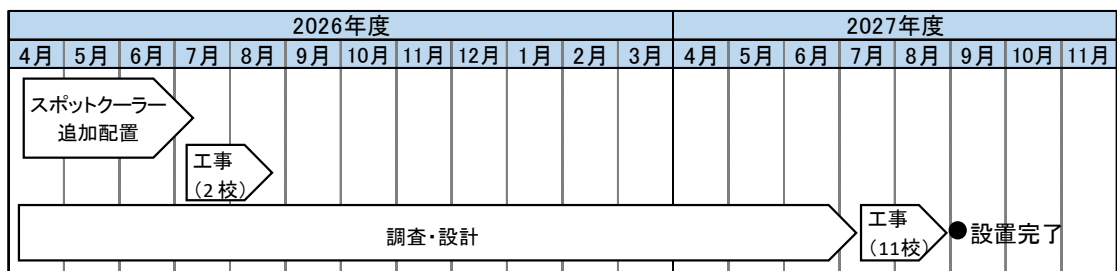 2026年度 2027年度
4月 5月 6月 7月 8月 9月 10月 11月 12月 1月 2月 3月 4月 5月 6月 7月 8月 9月 10月 11月
スポットクーラー
追加配置
工事
（2校）
調査・設計
工事
（11校）
●設置完了